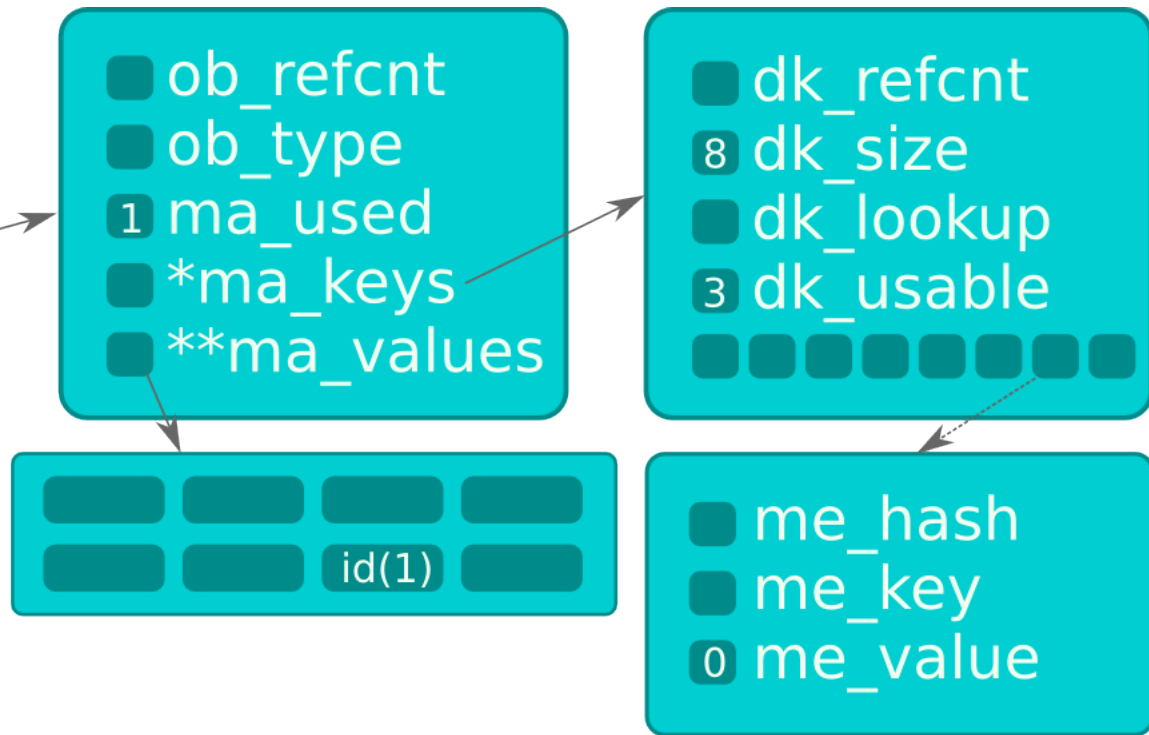 ob_refcnt
ob_type
1 ma_used
*ma_keys
**ma_values
id(1)
dk_refcnt
8 dk_size
dk_lookup
3 dk_usable
me_hash
me_key
0 me_value